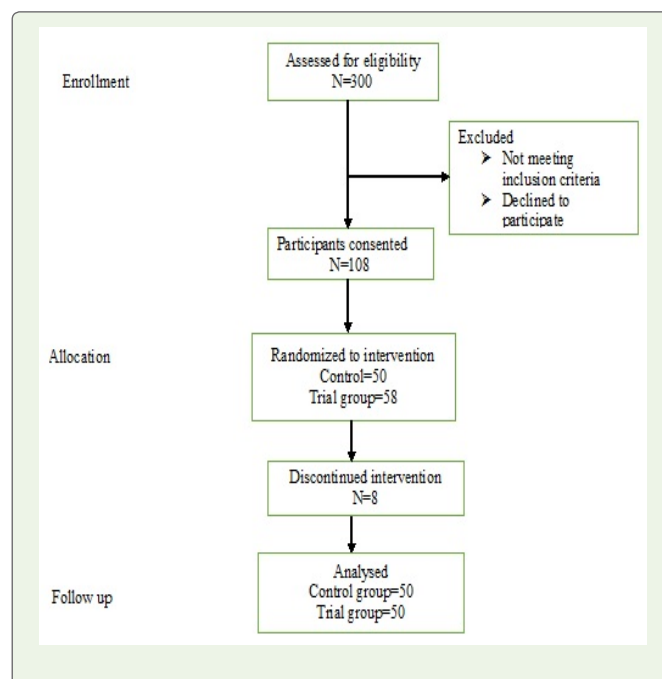 Enrollment
Assessed for eligibility
N=300
Excluded
➤ Not meeting
inclusion criteria
➤ Declined to
participate
Participants consented
N=108
Allocation
Randomized to intervention
Control=50
Trial group=58
Discontinued intervention
N=8
Follow up
Analysed
Control group=50
Trial group=50